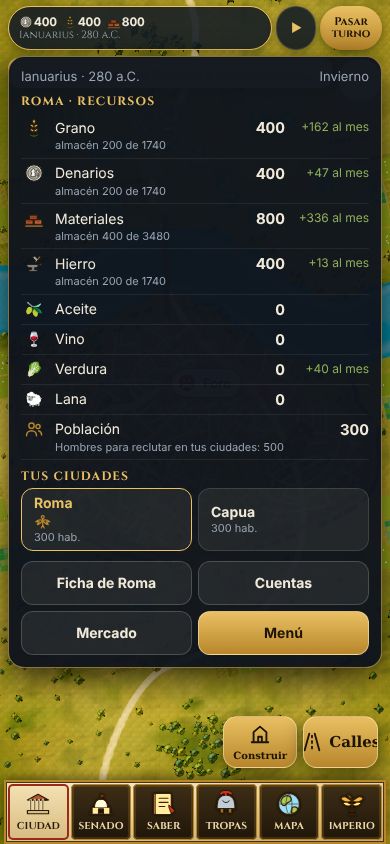 400 400 800
IANUARIUS · 280 A.C.
PASAR
TURNO
Ianuarius · 280 a.C. Invierno
ROMA · RECURSOS
Grano 400 +162 al mes
almacén 200 de 1740
Denarios 400 +47 al mes
almacén 200 de 1740
Materiales 800 +336 al mes
almacén 400 de 3480
Hierro 400 +13 al mes
almacén 200 de 1740
Aceite 0
Vino 0
Verdura 0 +40 al mes
Lana 0
Población 300
Hombres para reclutar en tus ciudades: 500
TUS CIUDADES
Roma
300 hab.
Capua
300 hab.
Ficha de Roma Cuentas
Mercado Menú
Construir Calles
CIUDAD SENADO SABER TROPAS MAPA IMPERIO